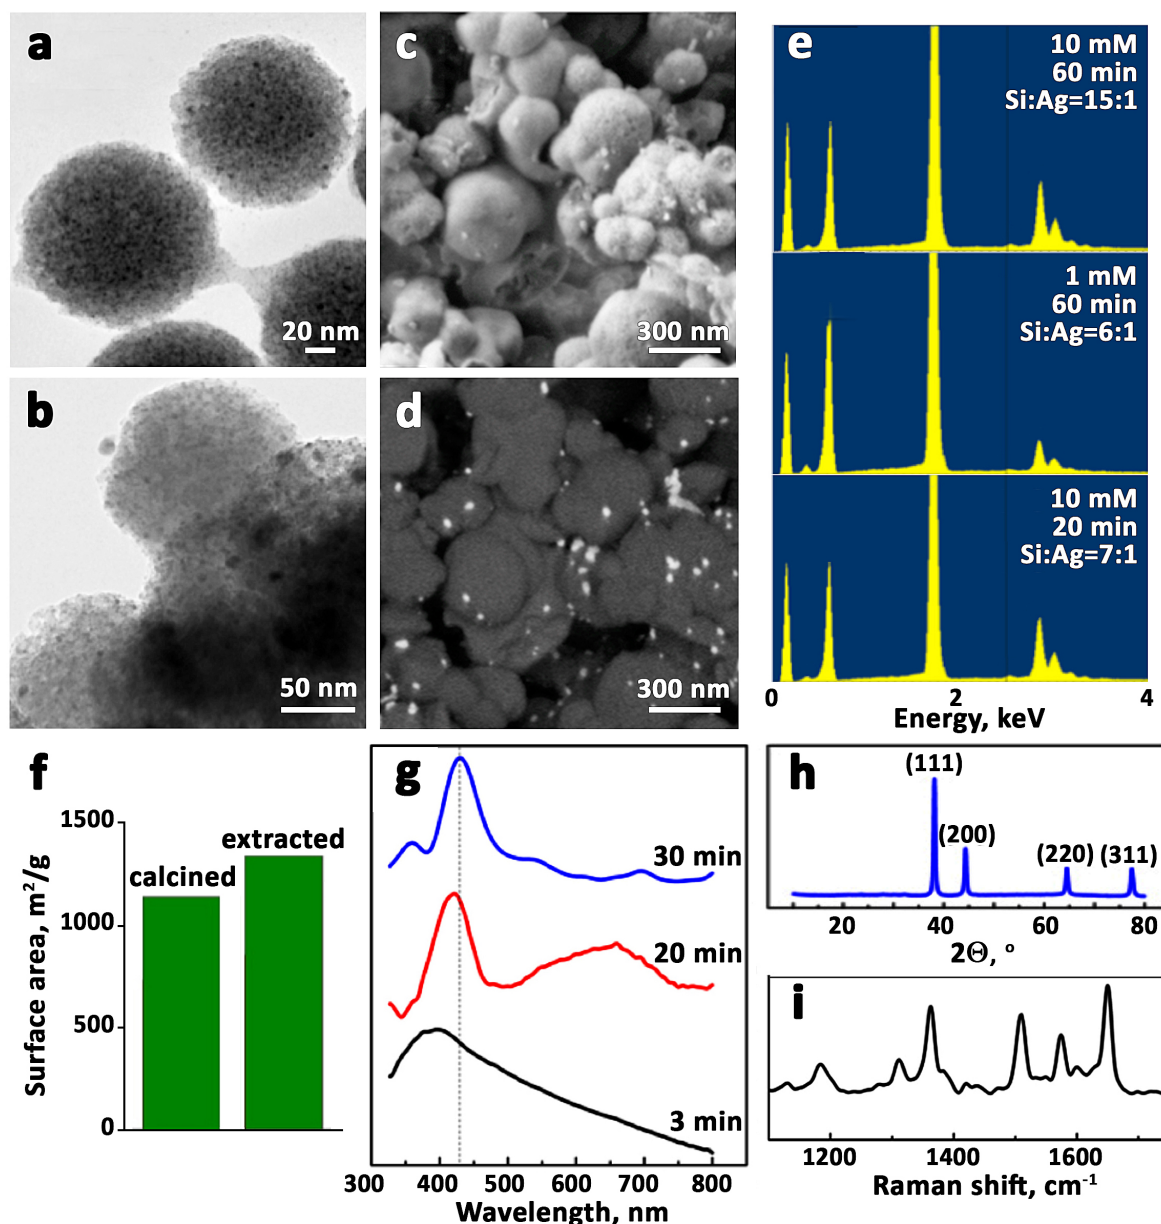 a
20 nm
b
50 nm
c
300 nm
d
300 nm
e
10 mM
60 min
Si:Ag=15:1
1 mM
60 min
Si:Ag=6:1
10 mM
20 min
Si:Ag=7:1
0 2 4
Energy, keV
f
1500
1000
500
0
Surface area, m²/g
calcined
extracted
g
30 min
20 min
3 min
300 400 500 600 700 800
Wavelength, nm
h
(111)
(200)
(220) (311)
20 40 60 80
2Θ, °
i
1200 1400 1600
Raman shift, cm⁻¹